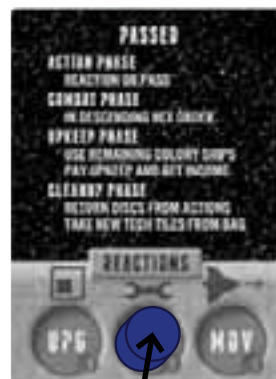 PASSED
ACTION PHASE
REACTION OR PASS
COMBAT PHASE
IN DESCENDING HEX ORDER
UPKEEP PHASE
USE REMAINING COLONY SHIPS
PAY UPKEEP AND GET INCOME
CLEANUP PHASE
RETURN DISCS FROM ACTIONS
TAKE NEW TECH TILES FROM BAG
REACTIONS
UPG
MOV